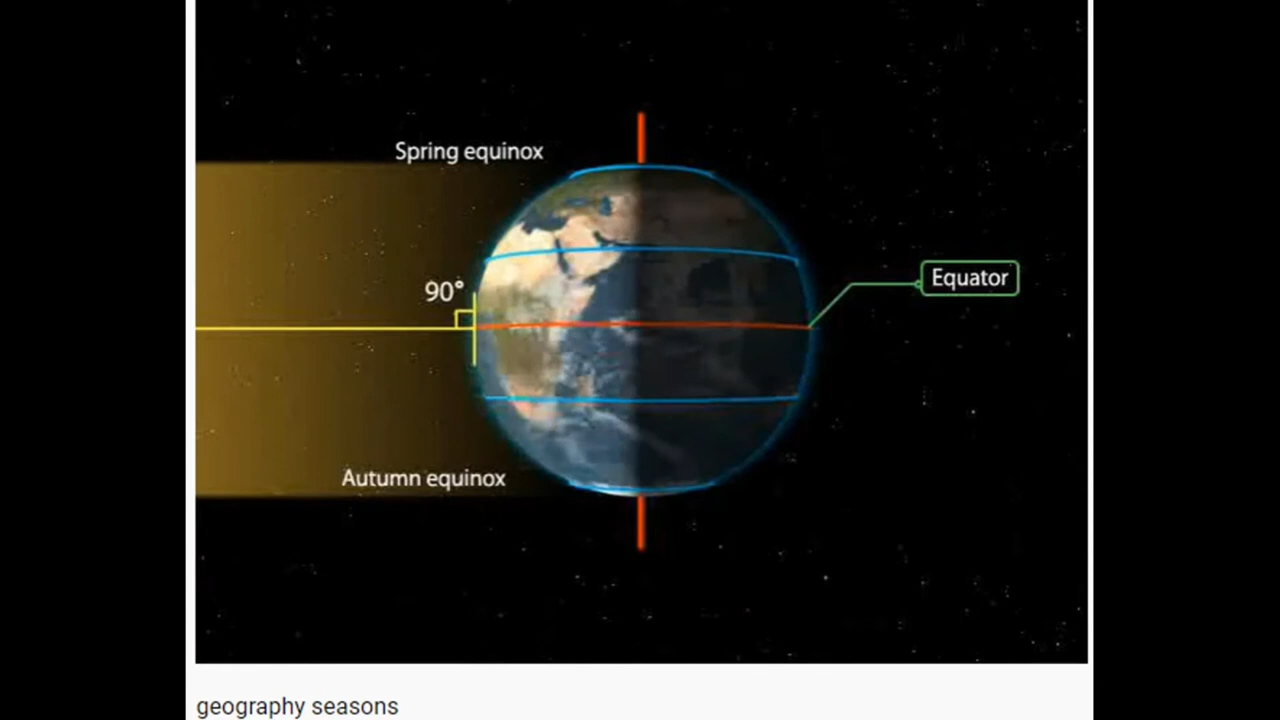 Spring equinox
90°
Equator
Autumn equinox
geography seasons